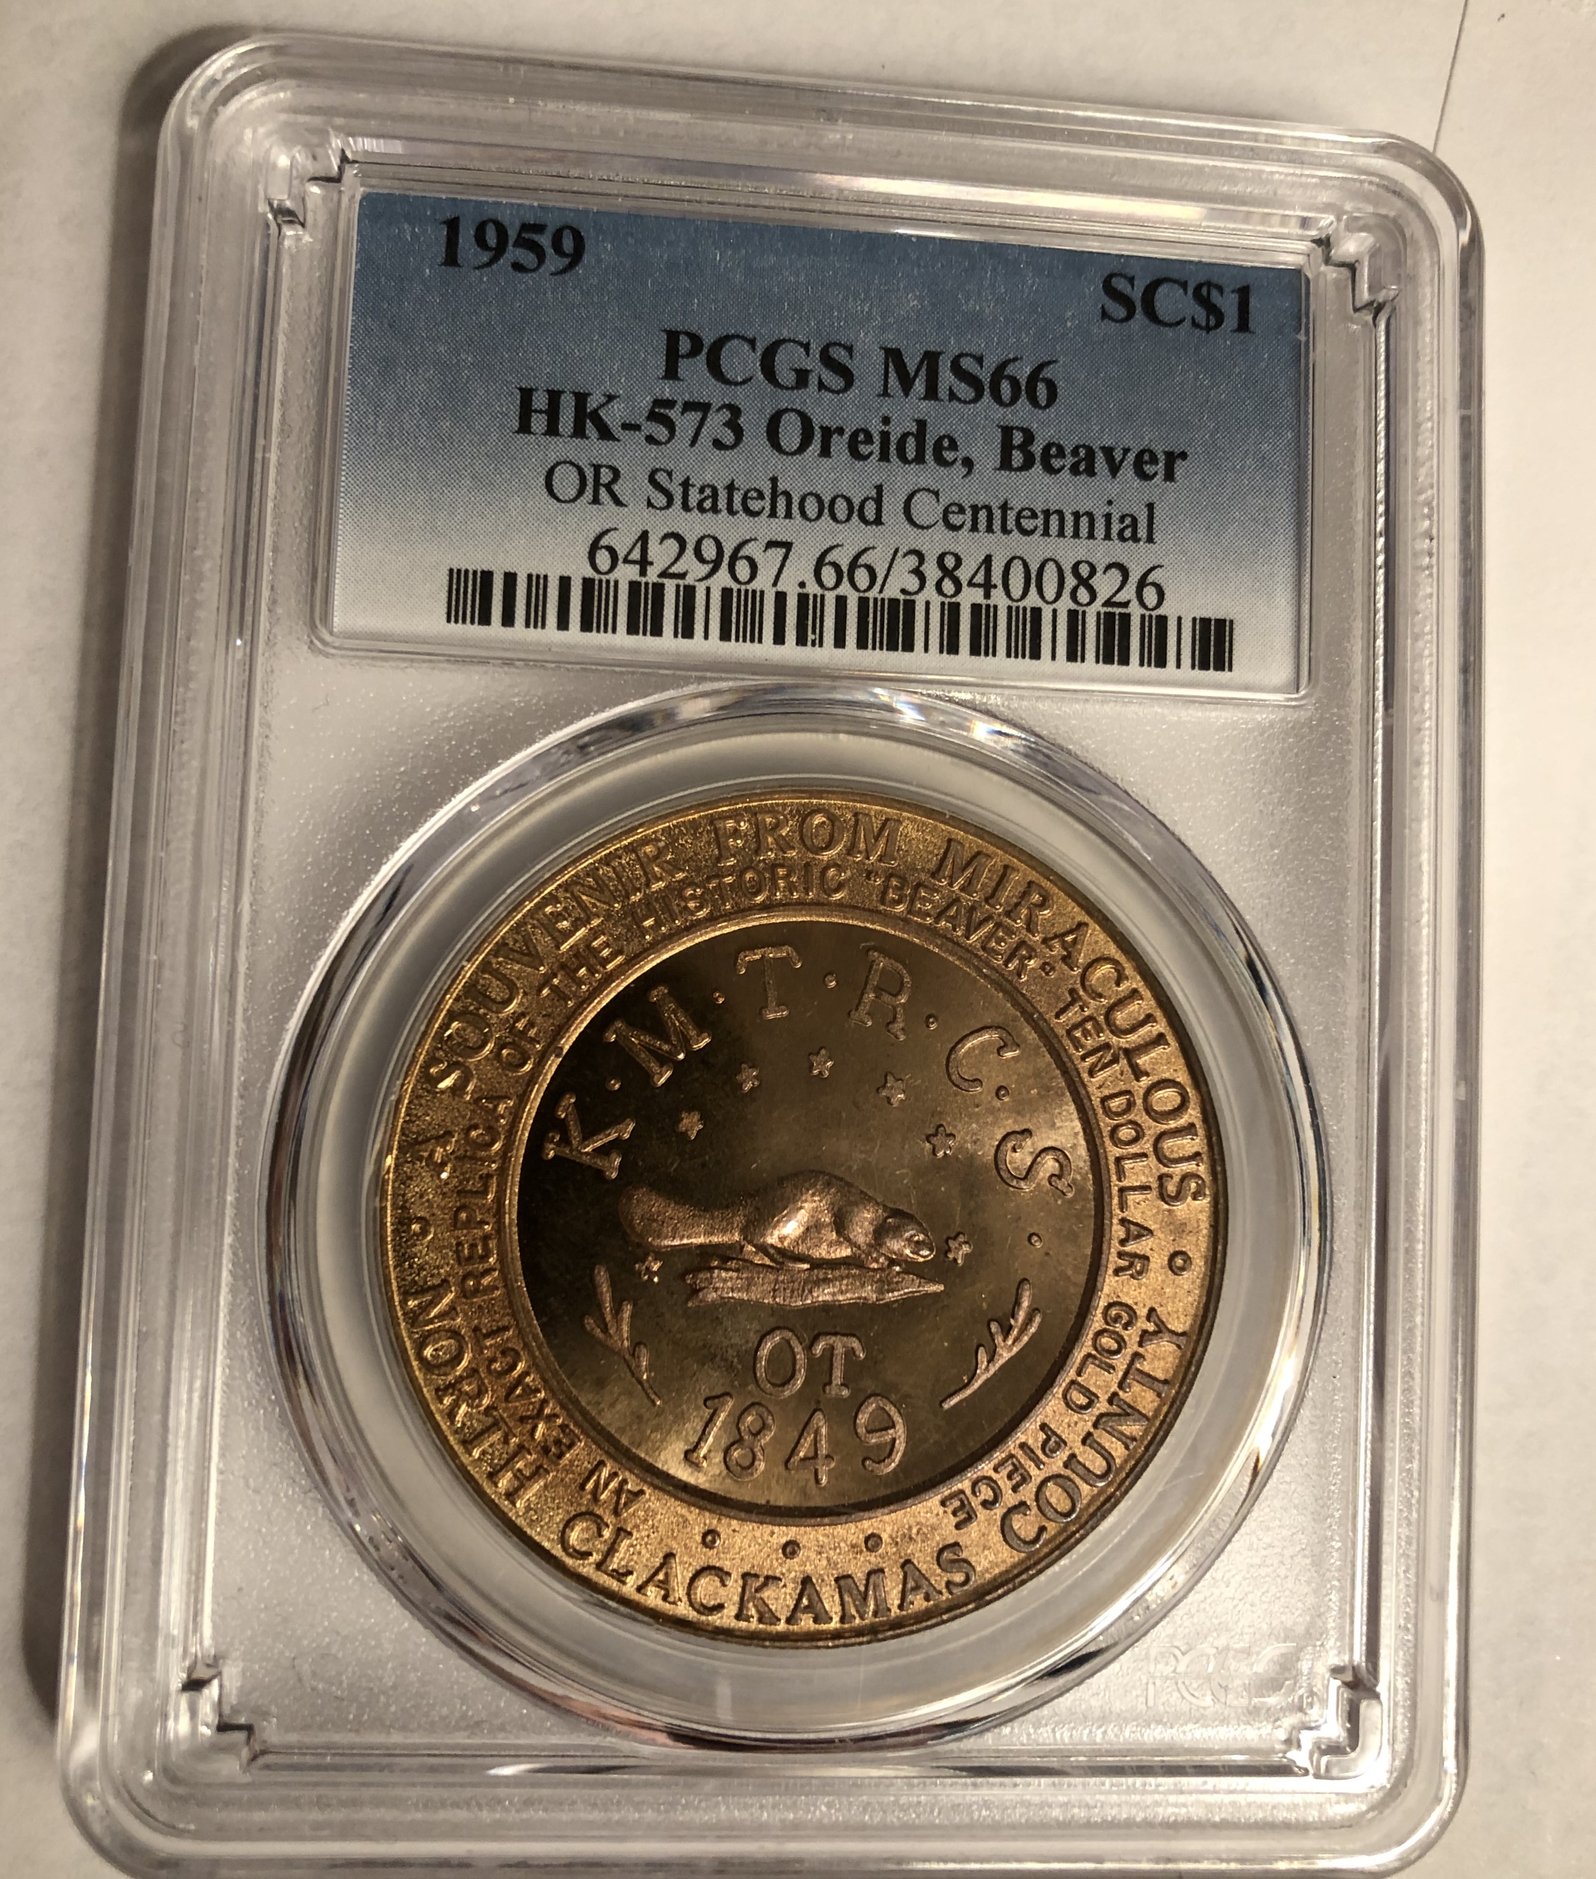 1959
SC$1
PCGS MS66
HK-573 Oreide, Beaver
OR Statehood Centennial
642967.66/38400826
• A SOUVENIR FROM MIRACULOUS •
NORTH CLACKAMAS COUNTY
AN EXACT REPLICA OF THE HISTORIC "BEAVER" TEN DOLLAR GOLD PIECE
K·M·T·R·C·S·
OT
1849
PCGS